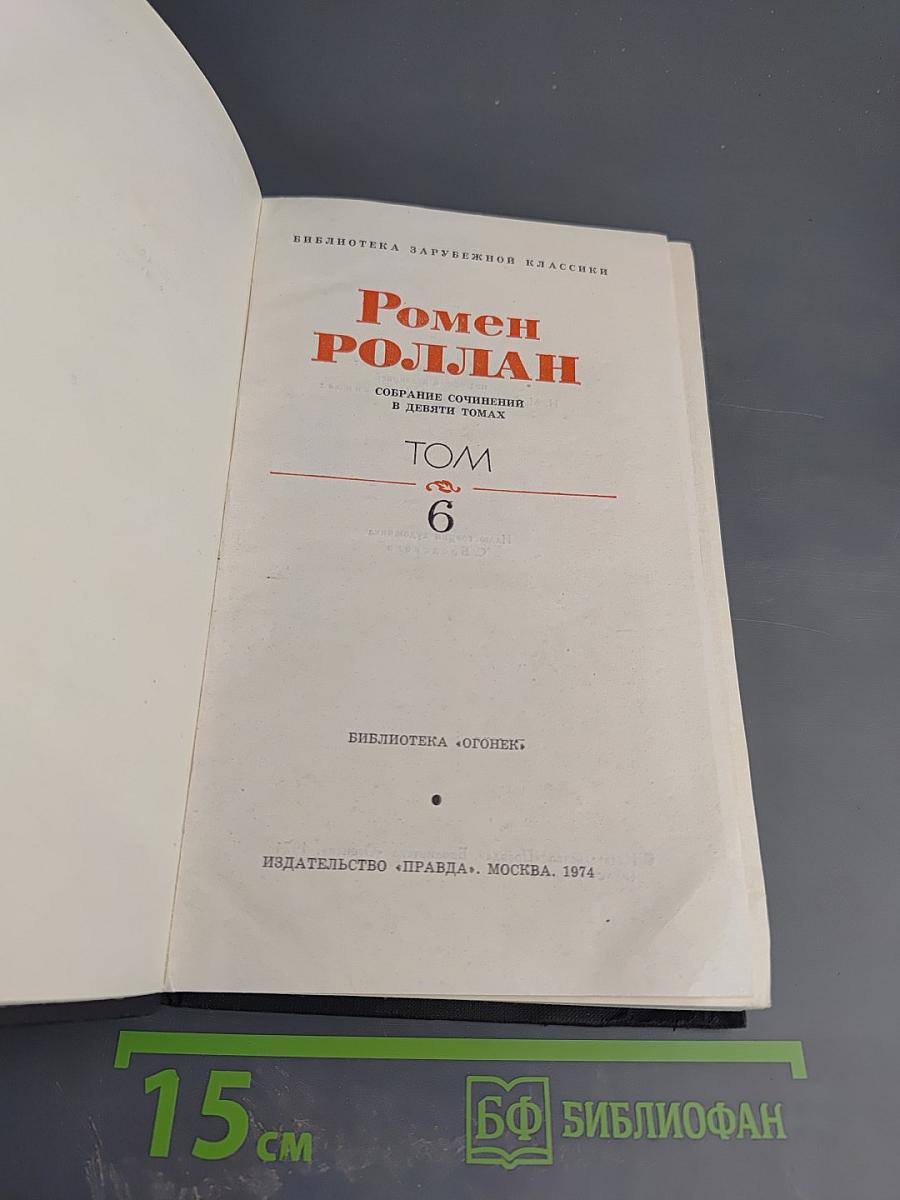 БИБЛИОТЕКА ЗАРУБЕЖНОЙ КЛАССИКИ
Ромен
РОЛЛАН
СОБРАНИЕ СОЧИНЕНИЙ
В ДЕВЯТИ ТОМАХ
ТОМ
6
БИБЛИОТЕКА «ОГОНЕК»
ИЗДАТЕЛЬСТВО «ПРАВДА». МОСКВА. 1974
15 см
БФ БИБЛИОФАН